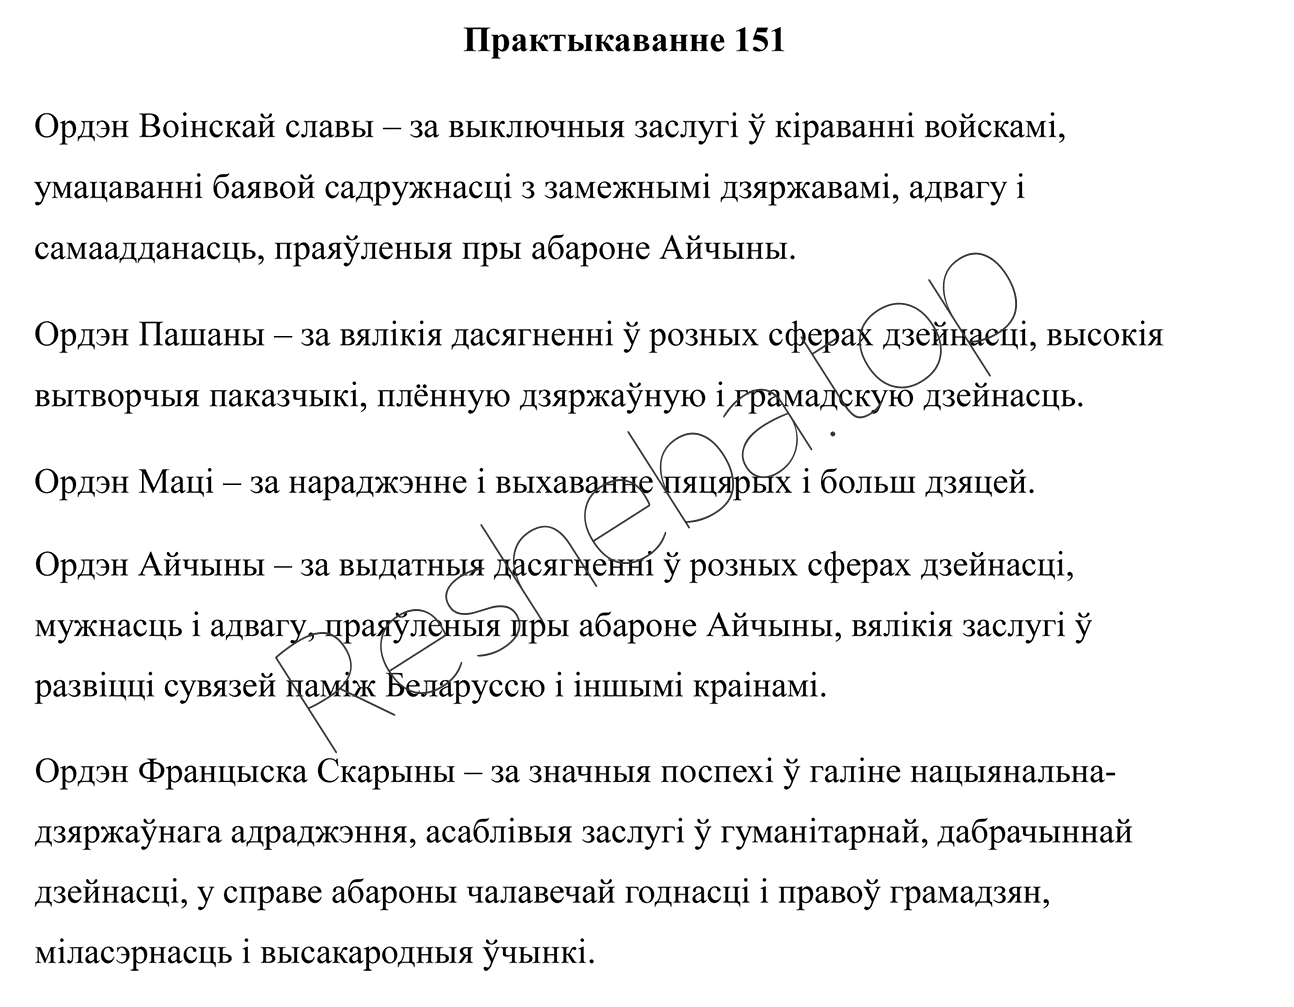 Практыкаванне 151
Ордэн Воінскай славы – за выключныя заслугі ў кіраванні войскамі,
умацаванні баявой садружнасці з замежнымі дзяржавамі, адвагу і
самаадданасць, праяўленыя пры абароне Айчыны.
Ордэн Пашаны – за вялікія дасягненні ў розных сферах дзейнасці, высокія
вытворчыя паказчыкі, плённую дзяржаўную і грамадскую дзейнасць.
Ордэн Маці – за нараджэнне і выхаванне пяцярых і больш дзяцей.
Ордэн Айчыны – за выдатныя дасягненні ў розных сферах дзейнасці,
мужнасць і адвагу, праяўленыя пры абароне Айчыны, вялікія заслугі ў
развіцці сувязей паміж Беларуссю і іншымі краінамі.
Ордэн Францыска Скарыны – за значныя поспехі ў галіне нацыянальна-
дзяржаўнага адраджэння, асаблівыя заслугі ў гуманітарнай, дабрачыннай
дзейнасці, у справе абароны чалавечай годнасці і правоў грамадзян,
міласэрнасць і высакародныя ўчынкі.
Resheba.top